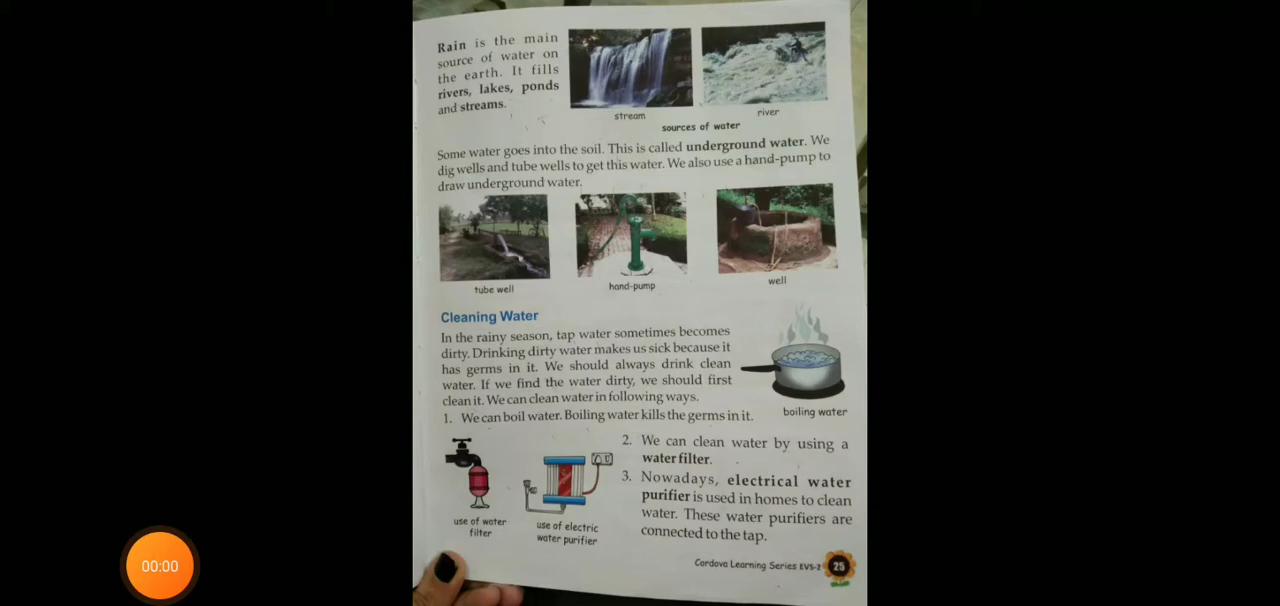 Rain is the main
source of water on
the earth. It fills
rivers, lakes, ponds
and streams.
stream
river
sources of water
Some water goes into the soil. This is called underground water. We
dig wells and tube wells to get this water. We also use a hand-pump to
draw underground water.
tube well
hand-pump
well
Cleaning Water
In the rainy season, tap water sometimes becomes
dirty. Drinking dirty water makes us sick because it
has germs in it. We should always drink clean
water. If we find the water dirty, we should first
clean it. We can clean water in following ways.
1. We can boil water. Boiling water kills the germs in it.
boiling water
2. We can clean water by using a
water filter.
3. Nowadays, electrical water
purifier is used in homes to clean
water. These water purifiers are
connected to the tap.
use of water
filter
use of electric
water purifier
Cordova Learning Series EVS-2 25
00:00